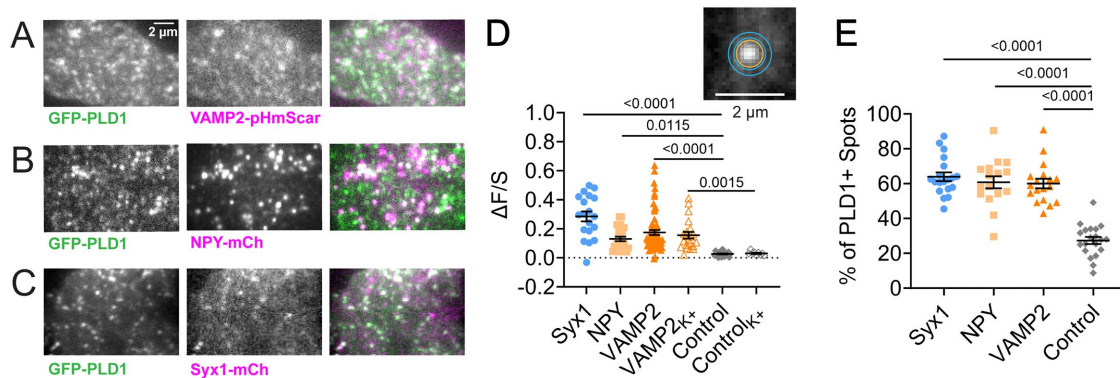 A
2 µm
GFP-PLD1 VAMP2-pHmScar
B
GFP-PLD1 NPY-mCh
C
GFP-PLD1 Syx1-mCh
D
2 µm
<0.0001
0.0115
<0.0001
0.0015
ΔF/S
1.0
0.8
0.6
0.4
0.2
0.0
-0.2
Syx1
NPY
VAMP2
VAMP2K+
Control
ControlK+
E
<0.0001
<0.0001
<0.0001
% of PLD1+ Spots
100
80
60
40
20
0
Syx1
NPY
VAMP2
Control